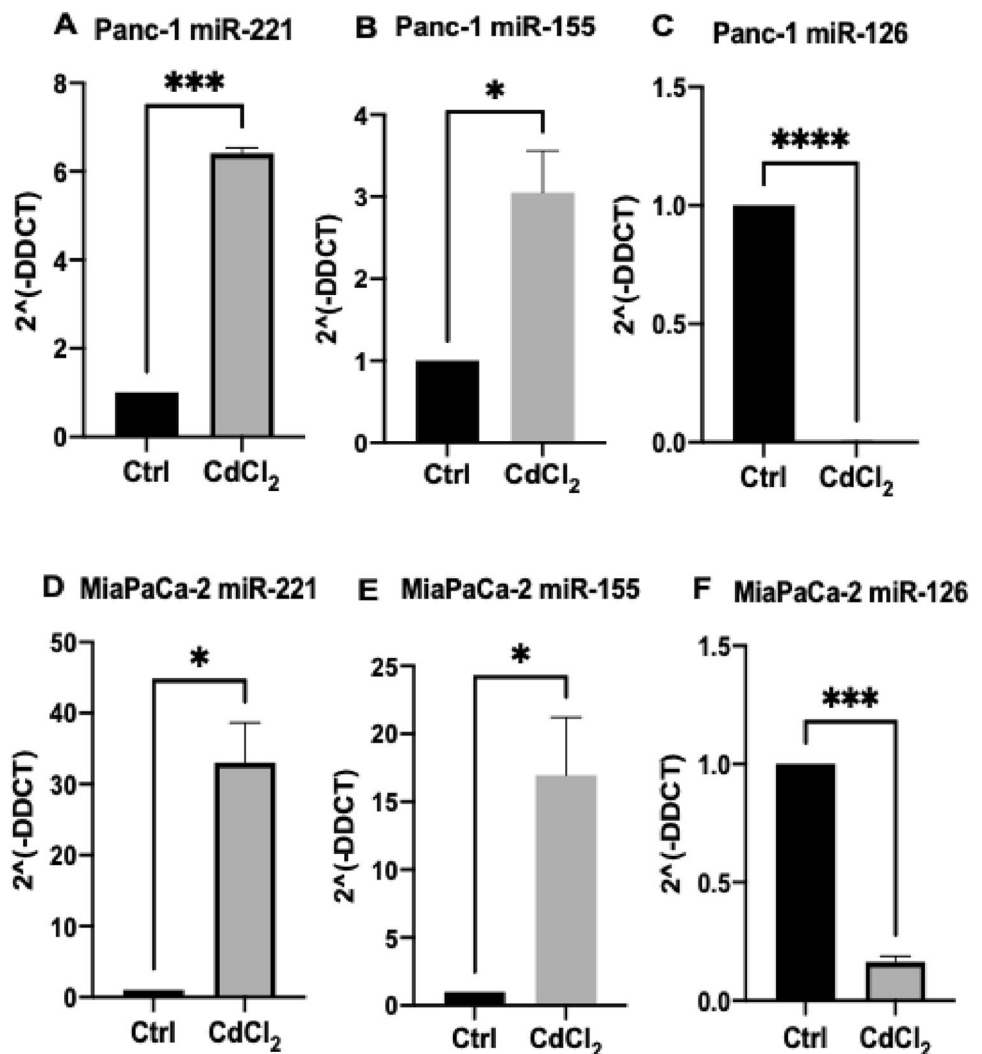 A Panc-1 miR-221
2^(-DDCT)
8
6
4
2
0
***
Ctrl
CdCl₂
B Panc-1 miR-155
2^(-DDCT)
4
3
2
1
0
*
Ctrl
CdCl₂
C Panc-1 miR-126
2^(-DDCT)
1.5
1.0
0.5
0.0
****
Ctrl
CdCl₂
D MiaPaCa-2 miR-221
2^(-DDCT)
50
40
30
20
10
0
*
Ctrl
CdCl₂
E MiaPaCa-2 miR-155
2^(-DDCT)
25
20
15
10
5
0
*
Ctrl
CdCl₂
F MiaPaCa-2 miR-126
2^(-DDCT)
1.5
1.0
0.5
0.0
***
Ctrl
CdCl₂